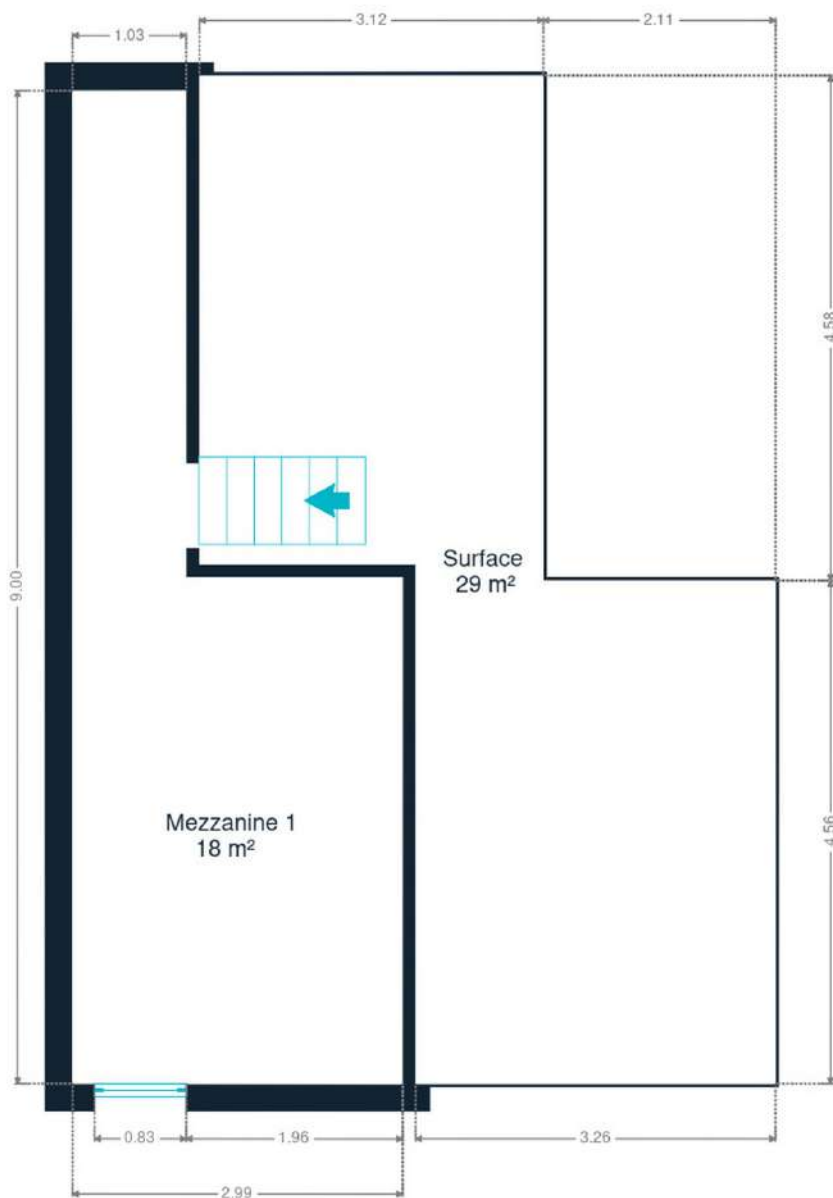 3.12
2.11
1.03
4.58
9.00
Surface
29 m²
Mezzanine 1
18 m²
4.56
0.83
1.96
3.26
2.99